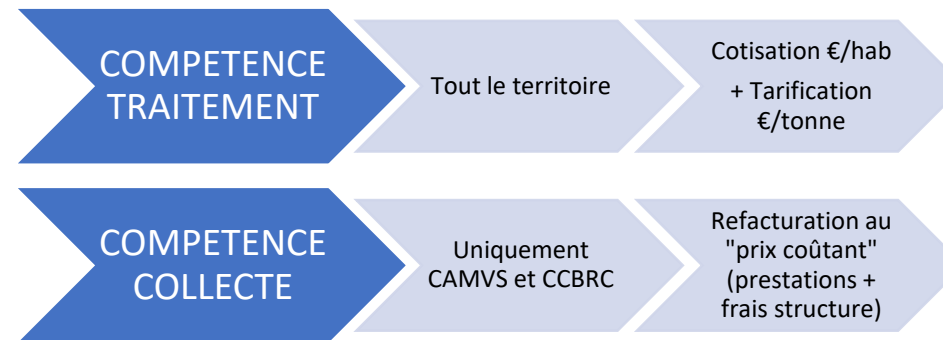 COMPETENCE
TRAITEMENT
Tout le territoire
Cotisation €/hab
+ Tarification
€/tonne
COMPETENCE
COLLECTE
Uniquement
CAMVS et CCBRC
Refacturation au
"prix coûtant"
(prestations +
frais structure)